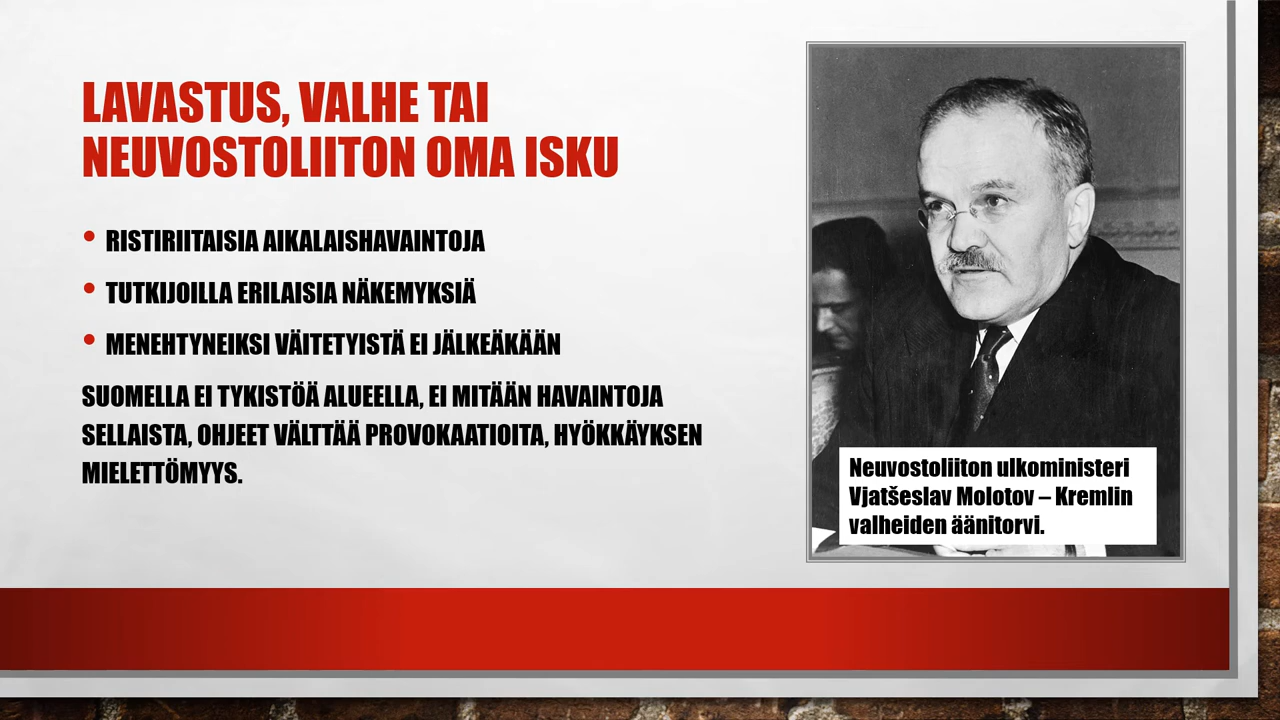 LAVASTUS, VALHE TAI
NEUVOSTOLIITON OMA ISKU
• RISTIRIITAISIA AIKALAISHAVAINTOJA
• TUTKIJOILLA ERILAISIA NÄKEMYKSIÄ
• MENEHTYNEIKSI VÄITETYISTÄ EI JÄLKEÄKÄÄN
SUOMELLA EI TYKISTÖÄ ALUEELLA, EI MITÄÄN HAVAINTOJA
SELLAISTA, OHJEET VÄLTTÄÄ PROVOKAATIOITA, HYÖKKÄYKSEN
MIELETTÖMYYS.
Neuvostoliiton ulkoministeri
Vjatšeslav Molotov – Kremlin
valheiden äänitorvi.